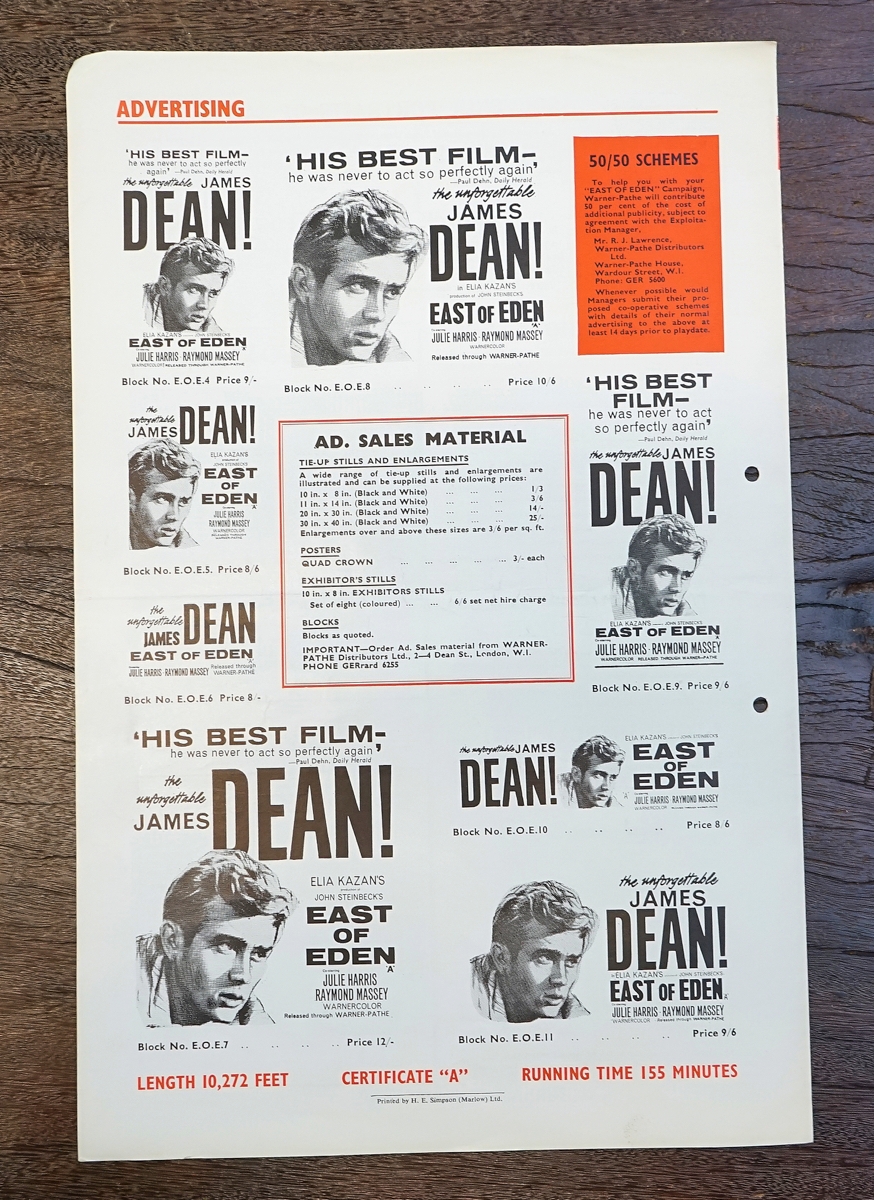 ADVERTISING
'HIS BEST FILM—
he was never to act so perfectly
again'
—Paul Dehn, Daily Herald
the unforgettable JAMES
DEAN!
ELIA KAZAN'S
JOHN STEINBECK'S
EAST OF EDEN
JULIE HARRIS · RAYMOND MASSEY
WARNERCOLOR RELEASED THROUGH WARNER-PATHE
Block No. E.O.E.4 Price 9/-
'HIS BEST FILM—
he was never to act so perfectly again'
—Paul Dehn, Daily Herald
the unforgettable
JAMES
DEAN!
in ELIA KAZAN'S
production of JOHN STEINBECK'S
EAST OF EDEN
'A'
JULIE HARRIS · RAYMOND MASSEY
WARNERCOLOR
Released through WARNER-PATHE
Block No. E.O.E.8 .. .. .. .. Price 10/6
50/50 SCHEMES
To help you with your
"EAST OF EDEN" Campaign,
Warner-Pathe will contribute
50 per cent of the cost of
additional publicity, subject to
agreement with the Exploita-
tion Manager,
Mr. R. J. Lawrence,
Warner-Pathe Distributors
Ltd.
Warner-Pathe House,
Wardour Street, W.I.
Phone: GER 5600
Whenever possible would
Managers submit their pro-
posed co-operative schemes
with details of their normal
advertising to the above at
least 14 days prior to playdate.
the
unforgettable
JAMES DEAN!
ELIA KAZAN'S
production of
JOHN STEINBECK'S
EAST
OF
EDEN
'A'
JULIE HARRIS
RAYMOND MASSEY
WARNERCOLOR
RELEASED THROUGH
WARNER-PATHE
Block No. E.O.E.5. Price 8/6
the
unforgettable
JAMES DEAN
EAST OF EDEN
'A'
JULIE HARRIS · RAYMOND MASSEY Released through
WARNER-PATHE
Block No. E.O.E.6 Price 8/-
AD. SALES MATERIAL
TIE-UP STILLS AND ENLARGEMENTS
A wide range of tie-up stills and enlargements are
illustrated and can be supplied at the following prices:
10 in. x 8 in. (Black and White) ... ... ... 1/3
11 in. x 14 in. (Black and White) ... ... ... 3/6
20 in. x 30 in. (Black and White) ... ... ... 14/-
30 in. x 40 in. (Black and White) ... ... ... 25/-
Enlargements over and above these sizes are 3/6 per sq. ft.
POSTERS
QUAD CROWN ... ... ... ... ... 3/- each
EXHIBITOR'S STILLS
10 in. x 8 in. EXHIBITORS STILLS
Set of eight (coloured) ... ... 6/6 set net hire charge
BLOCKS
Blocks as quoted.
IMPORTANT—Order Ad. Sales material from WARNER-
PATHE Distributors Ltd., 2—4 Dean St., London, W.I.
PHONE GERrard 6255
'HIS BEST
FILM—
he was never to act
so perfectly again'
—Paul Dehn, Daily Herald
the unforgettable JAMES
DEAN!
ELIA KAZAN'S JOHN STEINBECK'S
EAST OF EDEN
'A'
JULIE HARRIS · RAYMOND MASSEY
WARNERCOLOR RELEASED THROUGH WARNER-PATHE
Block No. E.O.E.9. Price 9/6
'HIS BEST FILM—
he was never to act so perfectly again'
—Paul Dehn, Daily Herald
the
unforgettable
JAMES DEAN!
ELIA KAZAN'S
production of
JOHN STEINBECK'S
EAST
OF
EDEN
'A'
Co-starring
JULIE HARRIS
RAYMOND MASSEY
WARNERCOLOR
Released through WARNER-PATHE
Block No. E.O.E.7 .. .. .. .. Price 12/-
the unforgettable JAMES
DEAN!
ELIA KAZAN'S JOHN STEINBECK'S
EAST
OF
EDEN
'A'
JULIE HARRIS · RAYMOND MASSEY
WARNERCOLOR
Block No. E.O.E.10 .. .. .. .. Price 8/6
the unforgettable
JAMES
DEAN!
in ELIA KAZAN'S JOHN STEINBECK'S
EAST OF EDEN
JULIE HARRIS · RAYMOND MASSEY
WARNERCOLOR Released through WARNER-PATHE
Block No. E.O.E.11 .. .. .. .. Price 9/6
LENGTH 10,272 FEET CERTIFICATE "A" RUNNING TIME 155 MINUTES
Printed by H. E. Simpson (Marlow) Ltd.